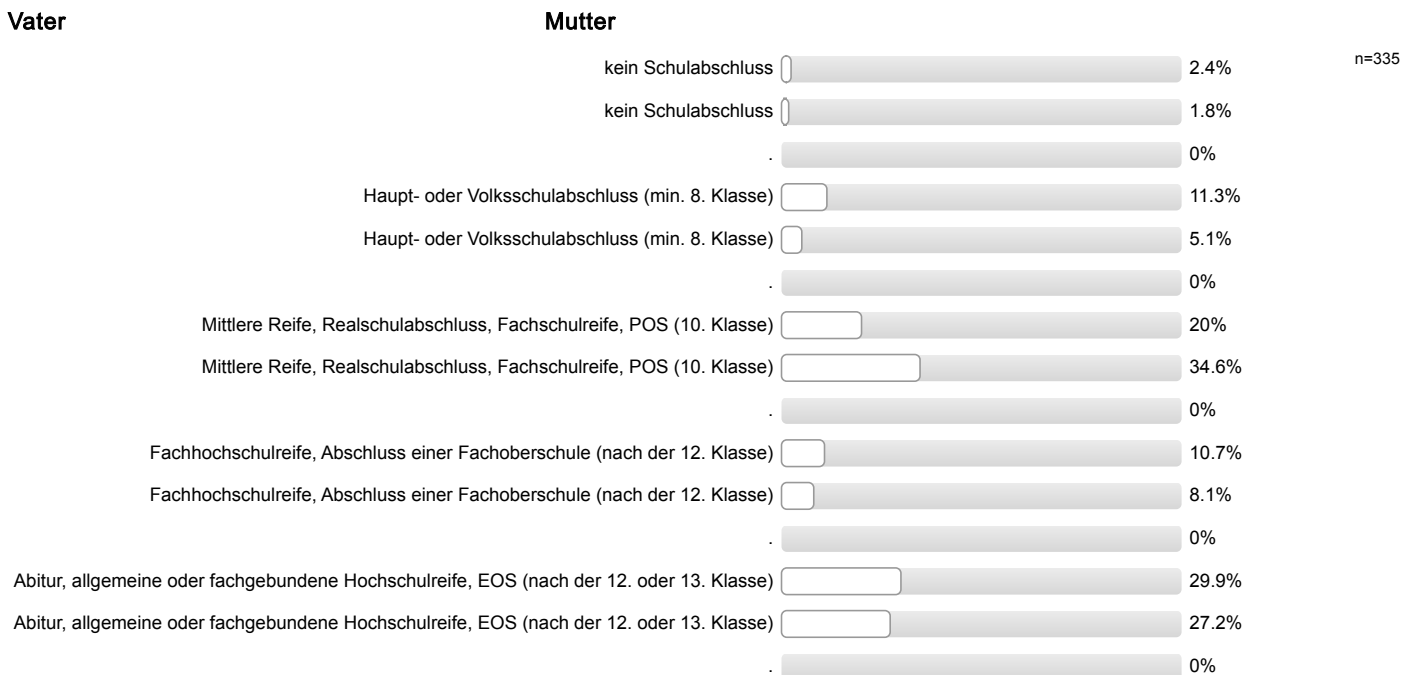 Vater Mutter
kein Schulabschluss 2.4% n=335
kein Schulabschluss 1.8%
. 0%
Haupt- oder Volksschulabschluss (min. 8. Klasse) 11.3%
Haupt- oder Volksschulabschluss (min. 8. Klasse) 5.1%
. 0%
Mittlere Reife, Realschulabschluss, Fachschulreife, POS (10. Klasse) 20%
Mittlere Reife, Realschulabschluss, Fachschulreife, POS (10. Klasse) 34.6%
. 0%
Fachhochschulreife, Abschluss einer Fachoberschule (nach der 12. Klasse) 10.7%
Fachhochschulreife, Abschluss einer Fachoberschule (nach der 12. Klasse) 8.1%
. 0%
Abitur, allgemeine oder fachgebundene Hochschulreife, EOS (nach der 12. oder 13. Klasse) 29.9%
Abitur, allgemeine oder fachgebundene Hochschulreife, EOS (nach der 12. oder 13. Klasse) 27.2%
. 0%